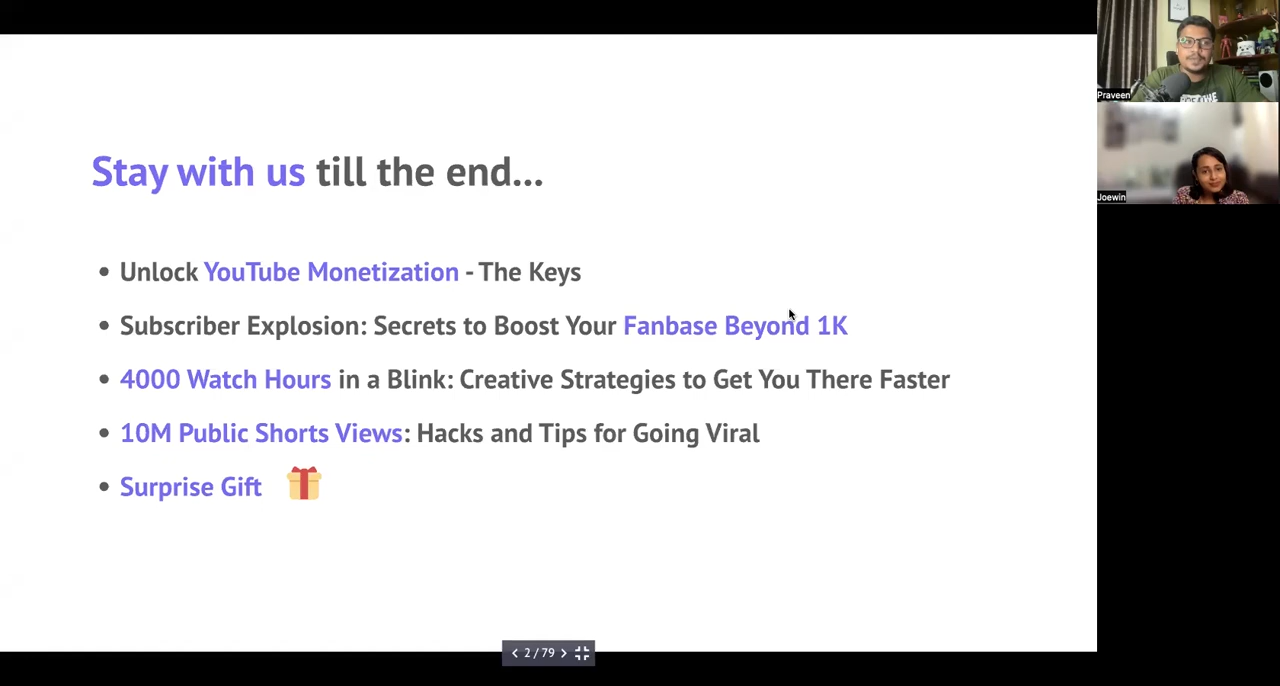 Stay with us till the end...
• Unlock YouTube Monetization - The Keys
• Subscriber Explosion: Secrets to Boost Your Fanbase Beyond 1K
• 4000 Watch Hours in a Blink: Creative Strategies to Get You There Faster
• 10M Public Shorts Views: Hacks and Tips for Going Viral
• Surprise Gift
2 / 79
Praveen
Joewin